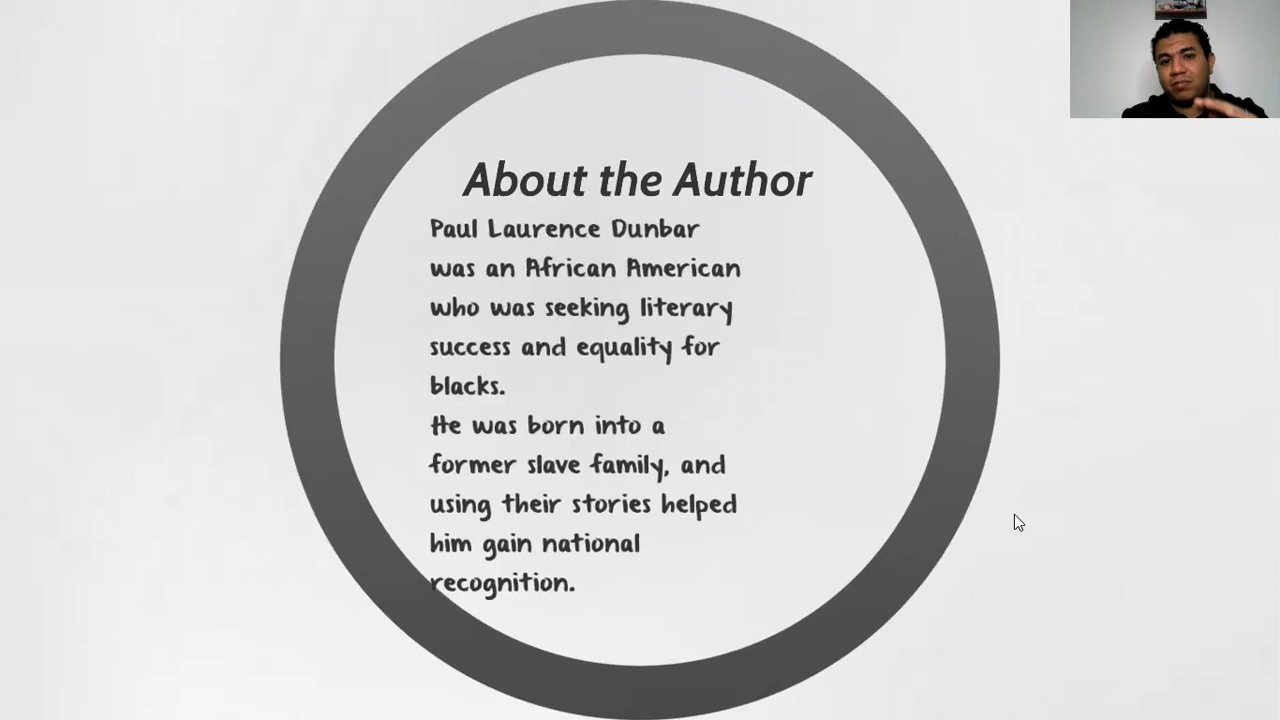 About the Author
Paul Laurence Dunbar
was an African American
who was seeking literary
success and equality for
blacks.
He was born into a
former slave family, and
using their stories helped
him gain national
recognition.